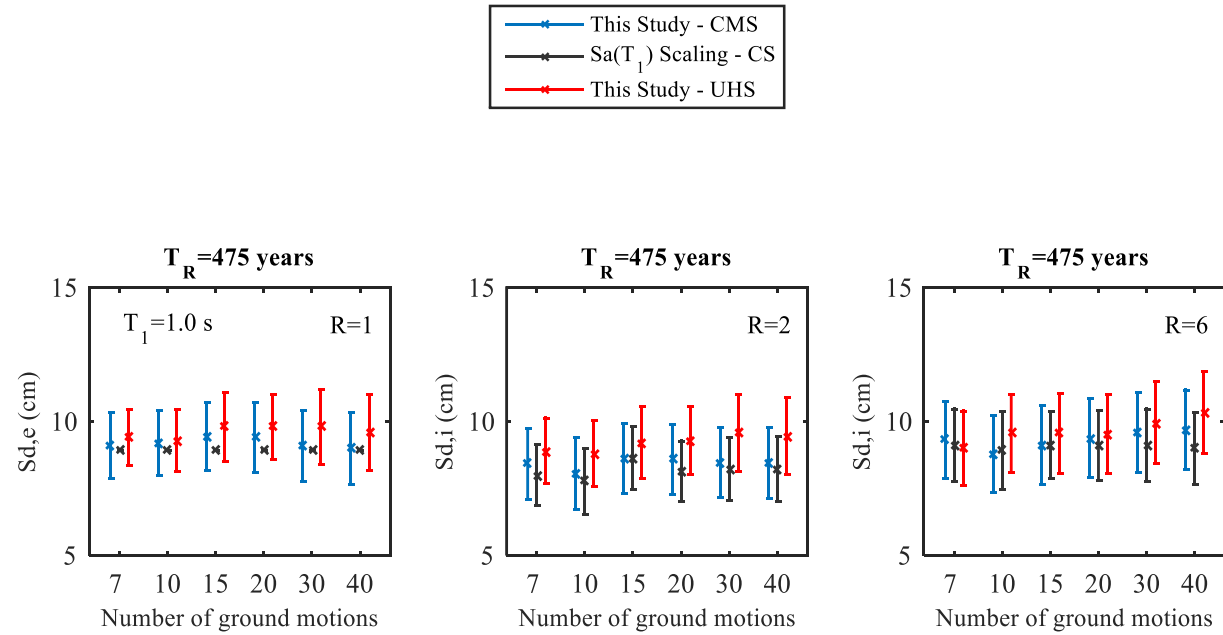 This Study - CMS
Sa(T1) Scaling - CS
This Study - UHS
TR=475 years
15
10
5
Sd,e (cm)
T1=1.0 s
R=1
7 10 15 20 30 40
Number of ground motions
TR=475 years
15
10
5
Sd,i (cm)
R=2
7 10 15 20 30 40
Number of ground motions
TR=475 years
15
10
5
Sd,i (cm)
R=6
7 10 15 20 30 40
Number of ground motions